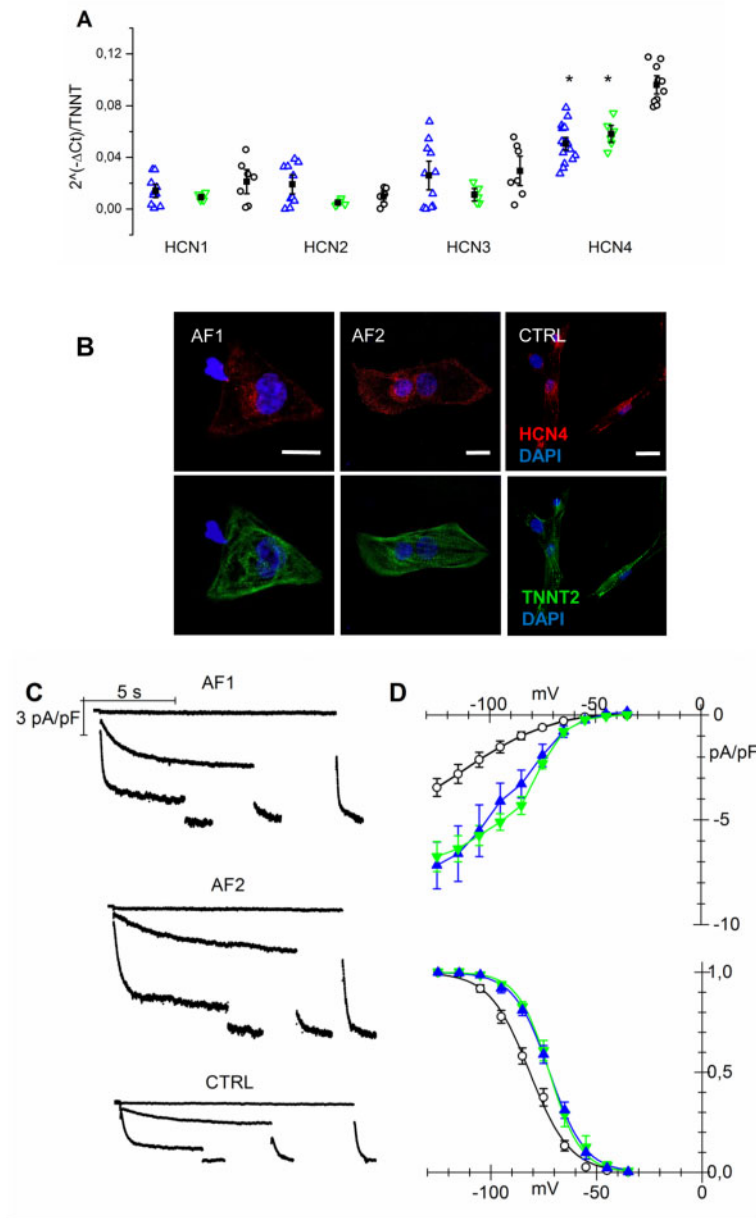 A
2^(-ΔCt)/TNNT
0,12
0,08
0,04
0,00
* *
HCN1 HCN2 HCN3 HCN4
B
AF1 AF2 CTRL
HCN4
DAPI
TNNT2
DAPI
C
5 s
3 pA/pF
AF1
AF2
CTRL
D
mV
-100 -50 0
0
pA/pF
-5
-10
1,0
0,5
0,0
-100 mV -50 0